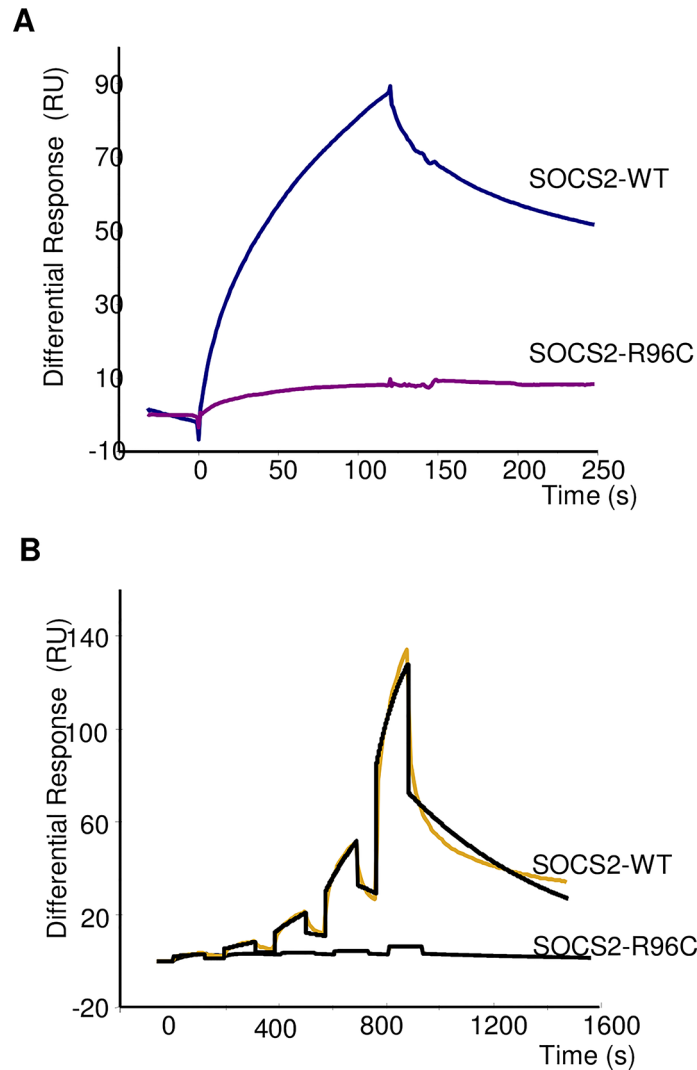 A
Differential Response (RU)
90
70
50
30
10
-10
SOCS2-WT
SOCS2-R96C
0 50 100 150 200 250
Time (s)
B
Differential Response (RU)
140
100
60
20
-20
SOCS2-WT
SOCS2-R96C
0 400 800 1200 1600
Time (s)